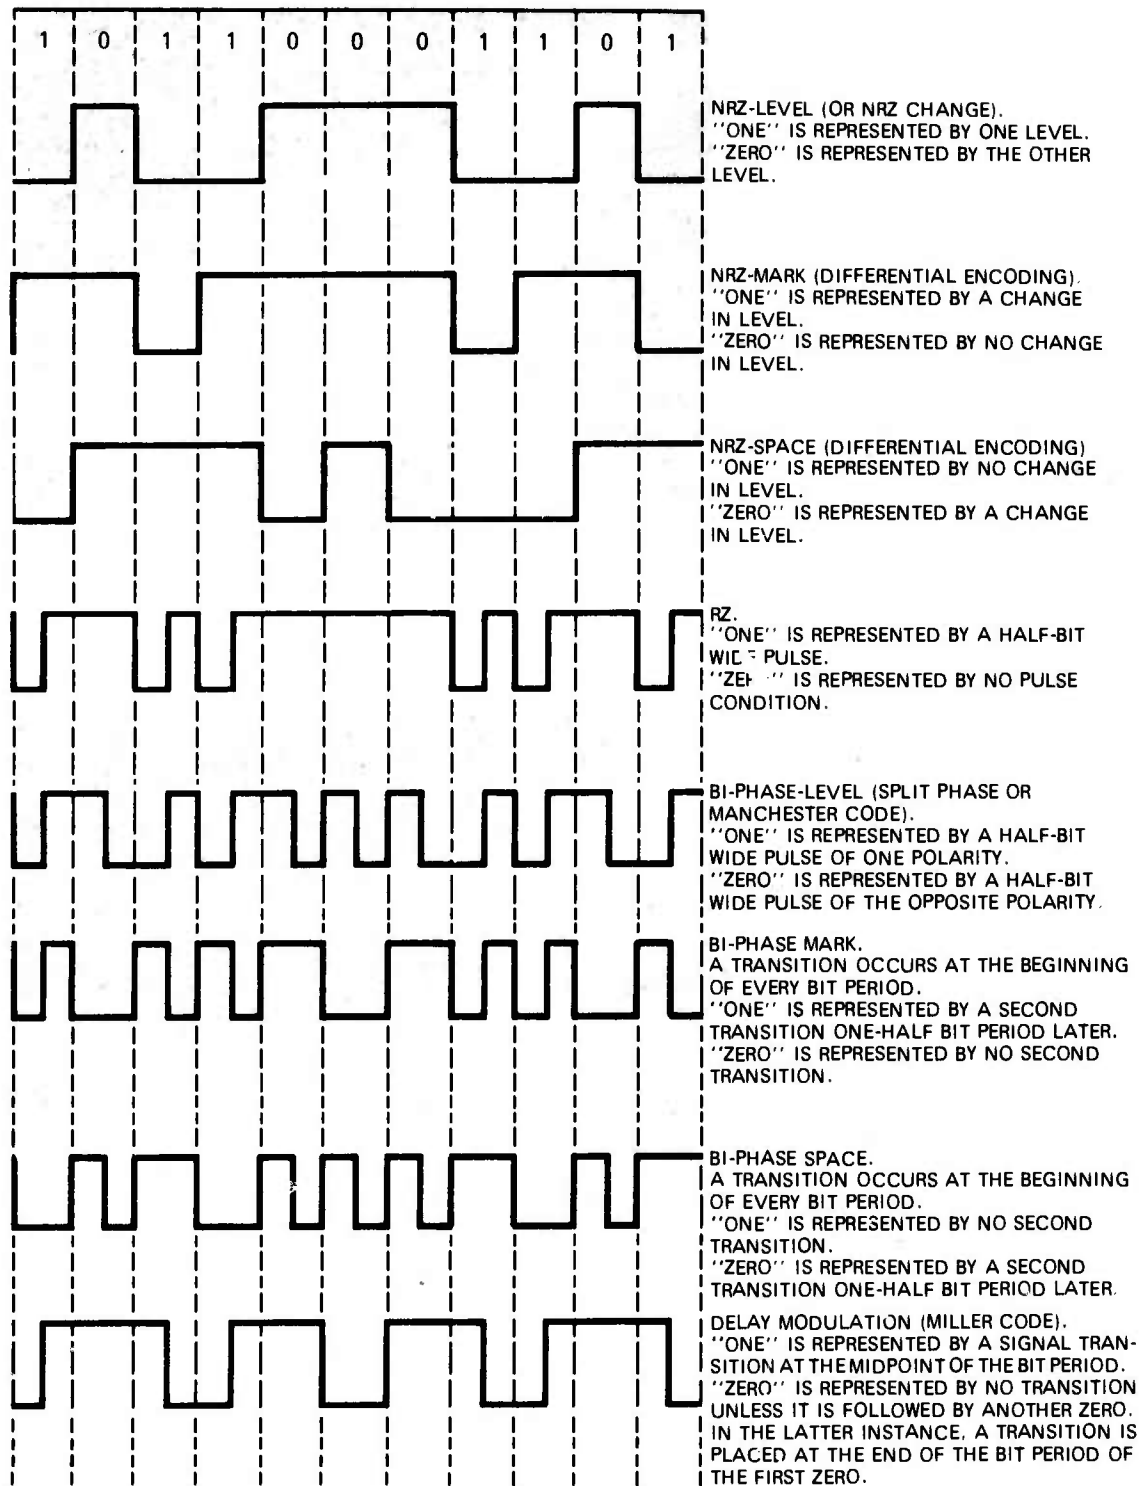 1 0 1 1 0 0 0 1 1 0 1
NRZ-LEVEL (OR NRZ CHANGE).
''ONE'' IS REPRESENTED BY ONE LEVEL.
''ZERO'' IS REPRESENTED BY THE OTHER
LEVEL.
NRZ-MARK (DIFFERENTIAL ENCODING).
''ONE'' IS REPRESENTED BY A CHANGE
IN LEVEL.
''ZERO'' IS REPRESENTED BY NO CHANGE
IN LEVEL.
NRZ-SPACE (DIFFERENTIAL ENCODING)
''ONE'' IS REPRESENTED BY NO CHANGE
IN LEVEL.
''ZERO'' IS REPRESENTED BY A CHANGE
IN LEVEL.
RZ.
''ONE'' IS REPRESENTED BY A HALF-BIT
PULSE.
IS REPRESENTED BY NO PULSE
CONDITION.
BI-PHASE-LEVEL (SPLIT PHASE OR
MANCHESTER CODE).
''ONE'' IS REPRESENTED BY A HALF-BIT
WIDE PULSE OF ONE POLARITY.
''ZERO'' IS REPRESENTED BY A HALF-BIT
WIDE PULSE OF THE OPPOSITE POLARITY.
BI-PHASE MARK.
A TRANSITION OCCURS AT THE BEGINNING
OF EVERY BIT PERIOD.
''ONE'' IS REPRESENTED BY A SECOND
TRANSITION ONE-HALF BIT PERIOD LATER.
''ZERO'' IS REPRESENTED BY NO SECOND
TRANSITION.
BI-PHASE SPACE.
A TRANSITION OCCURS AT THE BEGINNING
OF EVERY BIT PERIOD.
''ONE'' IS REPRESENTED BY NO SECOND
TRANSITION.
''ZERO'' IS REPRESENTED BY A SECOND
TRANSITION ONE-HALF BIT PERIOD LATER.
DELAY MODULATION (MILLER CODE).
''ONE'' IS REPRESENTED BY A SIGNAL TRAN-
SITION AT THE MIDPOINT OF THE BIT PERIOD.
''ZERO'' IS REPRESENTED BY NO TRANSITION
UNLESS IT IS FOLLOWED BY ANOTHER ZERO.
IN THE LATTER INSTANCE, A TRANSITION IS
PLACED AT THE END OF THE BIT PERIOD OF
THE FIRST ZERO.